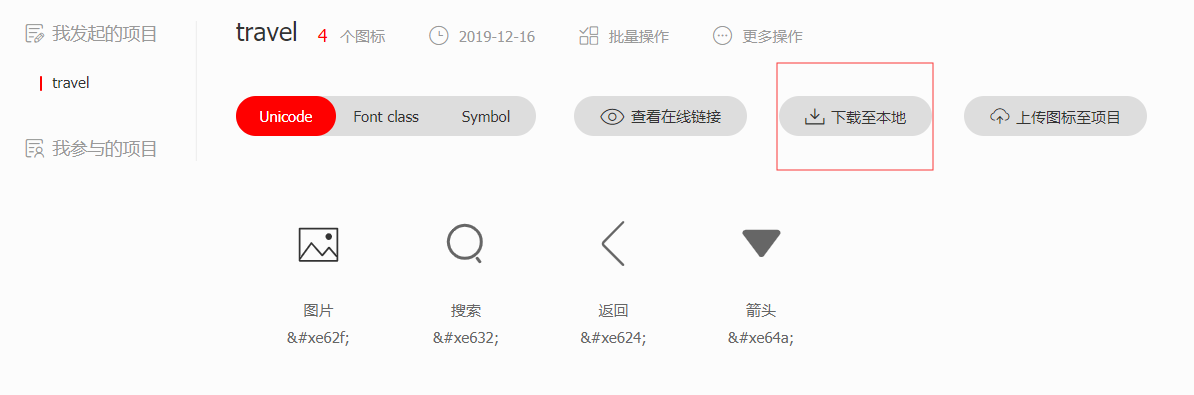 我发起的项目
travel
我参与的项目
travel 4 个图标 2019-12-16 批量操作 更多操作
Unicode Font class Symbol 查看在线链接 下载至本地 上传图标至项目
图片 搜索 返回 箭头
&#xe62f; &#xe632; &#xe624; &#xe64a;